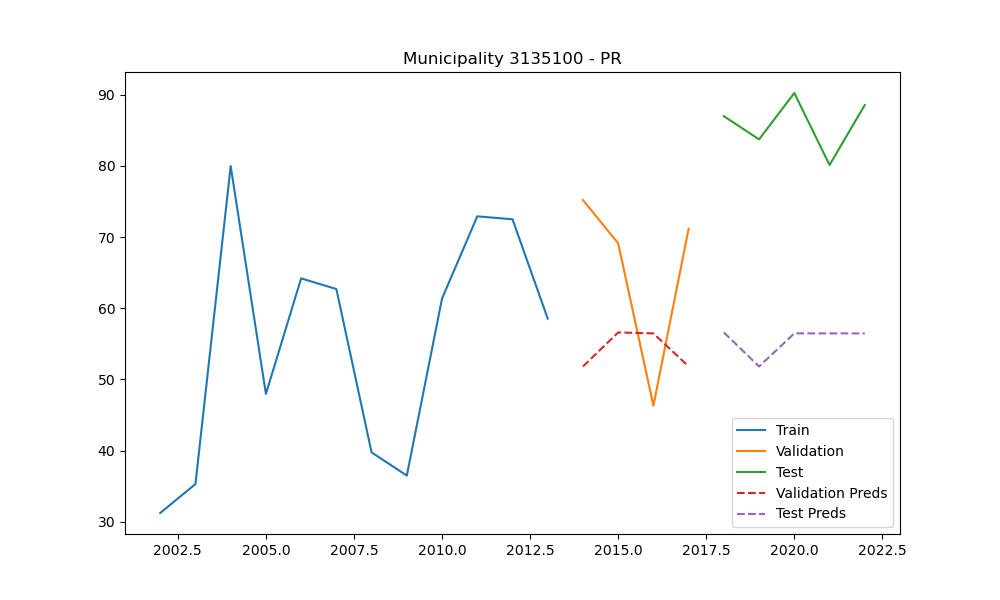 Municipality 3135100 - PR
90
80
70
60
50
40
30
2002.5 2005.0 2007.5 2010.0 2012.5 2015.0 2017.5 2020.0 2022.5
Train
Validation
Test
Validation Preds
Test Preds